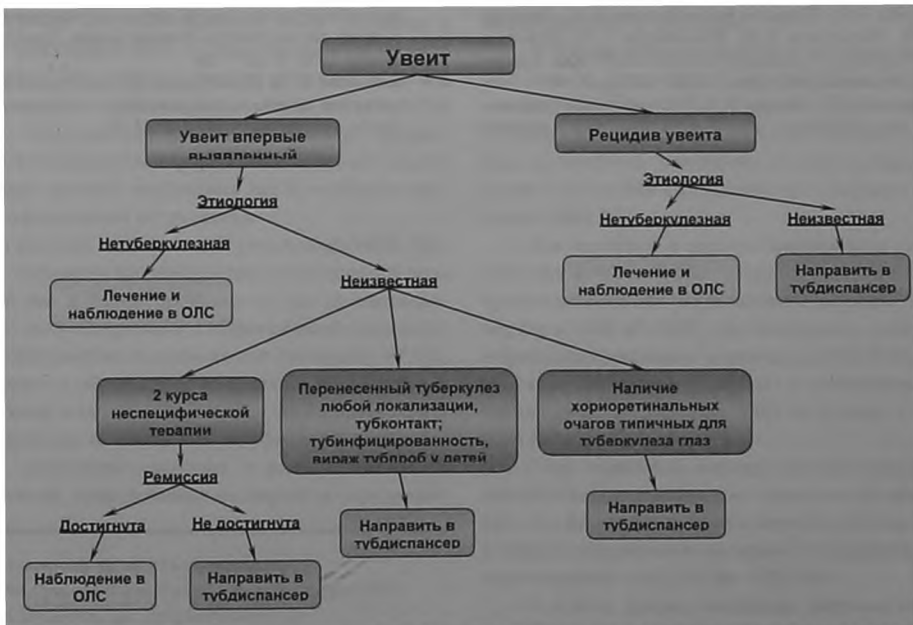 Увеит
Увеит впервые
выявленный
Рецидив увеита
Этиология
Этиология
Нетуберкулезная
Неизвестная
Нетуберкулезная
Неизвестная
Лечение и
наблюдение в ОЛС
Лечение и
наблюдение в ОЛС
Направить в
тубдиспансер
2 курса
неспецифической
терапии
Перенесенный туберкулез
любой локализации,
тубконтакт;
тубинфицированность,
вираж тубпроб у детей
Наличие
хориоретинальных
очагов типичных для
туберкулеза глаз
Ремиссия
Достигнута
Не достигнута
Направить в
тубдиспансер
Направить в
тубдиспансер
Наблюдение в
ОЛС
Направить в
тубдиспансер